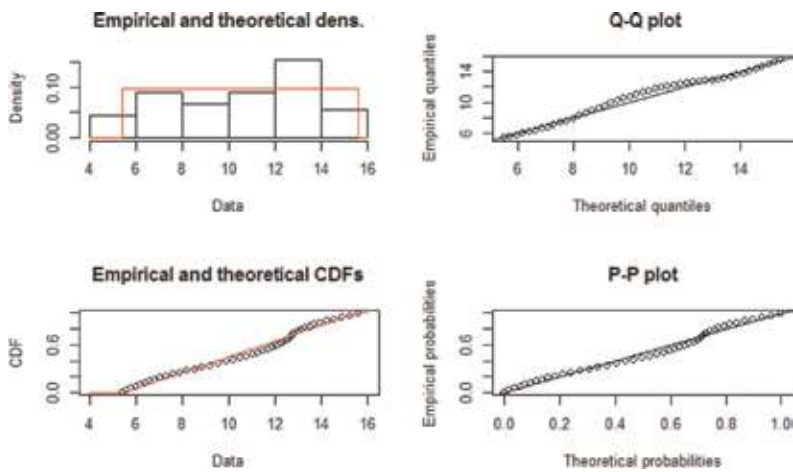 Empirical and theoretical dens.
Density
0.00
0.10
4 6 8 10 12 14 16
Data
Q-Q plot
Empirical quantiles
6
10
14
6 8 10 12 14
Theoretical quantiles
Empirical and theoretical CDFs
CDF
0.0
0.6
4 6 8 10 12 14 16
Data
P-P plot
Empirical probabilities
0.0
0.6
0.0 0.2 0.4 0.6 0.8
Theoretical probabilities